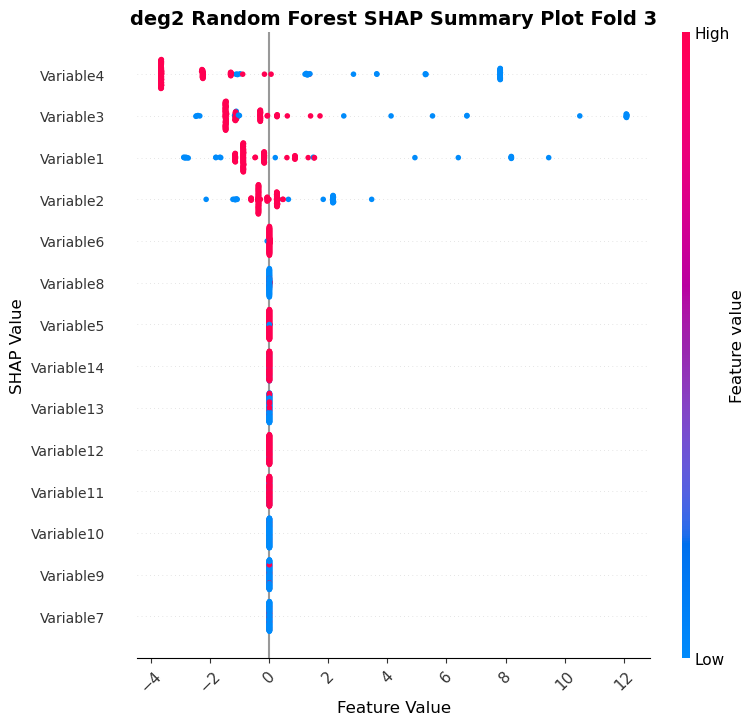 deg2 Random Forest SHAP Summary Plot Fold 3
High
Variable4
Variable3
Variable1
Variable2
Variable6
Variable8
Variable5
Variable14
Variable13
Variable12
Variable11
Variable10
Variable9
Variable7
SHAP Value
Feature value
Low
−4
−2
0
2
4
6
8
10
12
Feature Value